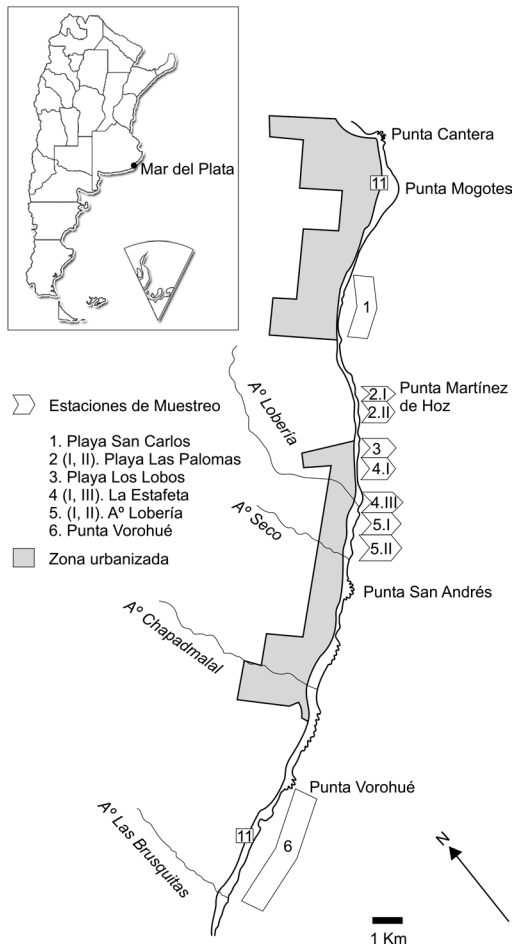 Mar del Plata
Punta Cantera
11
Punta Mogotes
1
Aº Lobería
2.I
2.II
Punta Martínez
de Hoz
Estaciones de Muestreo
1. Playa San Carlos
2 (I, II). Playa Las Palomas
3. Playa Los Lobos
4 (I, III). La Estafeta
5. (I, II). Aº Lobería
6. Punta Vorohué
Zona urbanizada
3
4.I
4.III
5.I
5.II
Aº Seco
Punta San Andrés
Aº Chapadmalal
Punta Vorohué
Aº Las Brusquitas
11
6
N
1 Km